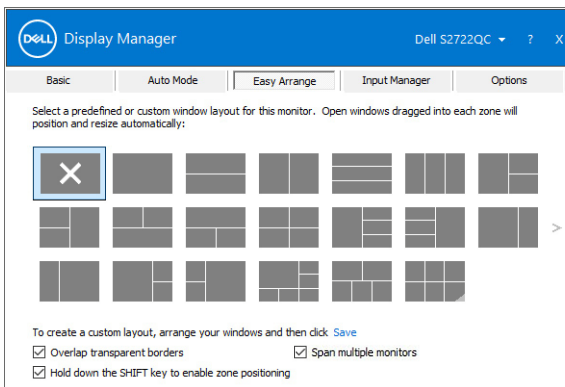 DELL Display Manager Dell S2722QC ? X
Basic Auto Mode Easy Arrange Input Manager Options
Select a predefined or custom window layout for this monitor. Open windows dragged into each zone will
position and resize automatically:
>
To create a custom layout, arrange your windows and then click Save
Overlap transparent borders Span multiple monitors
Hold down the SHIFT key to enable zone positioning